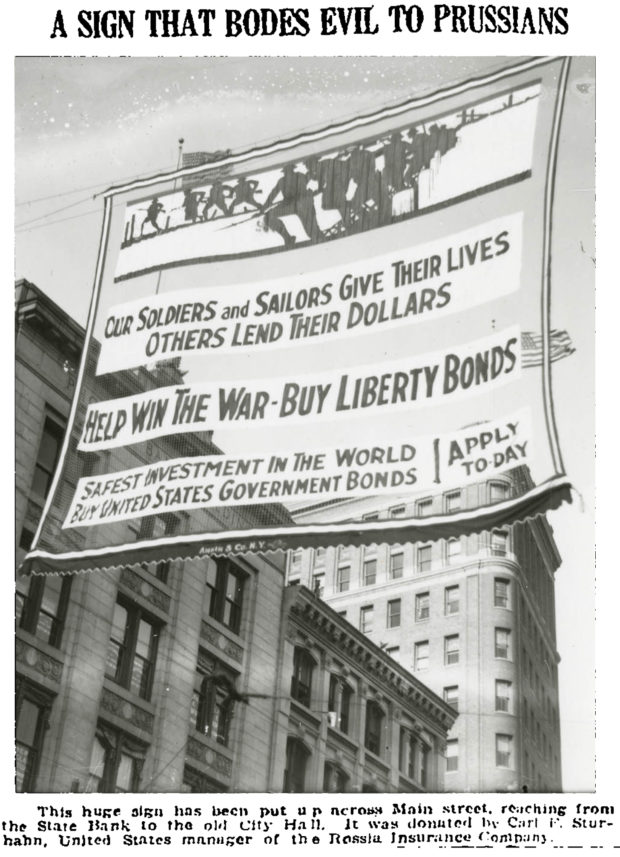 A SIGN THAT BODES EVIL TO PRUSSIANS
OUR SOLDIERS and SAILORS GIVE THEIR LIVES
OTHERS LEND THEIR DOLLARS
HELP WIN THE WAR-BUY LIBERTY BONDS
SAFEST INVESTMENT IN THE WORLD
BUY UNITED STATES GOVERNMENT BONDS
APPLY
TO-DAY
& CO. N.Y.
This huge sign has been put up across Main street, reaching from
the State Bank to the old City Hall. It was donated by Carl F. Stur-
hahn, United States manager of the Rossia Insurance Company.